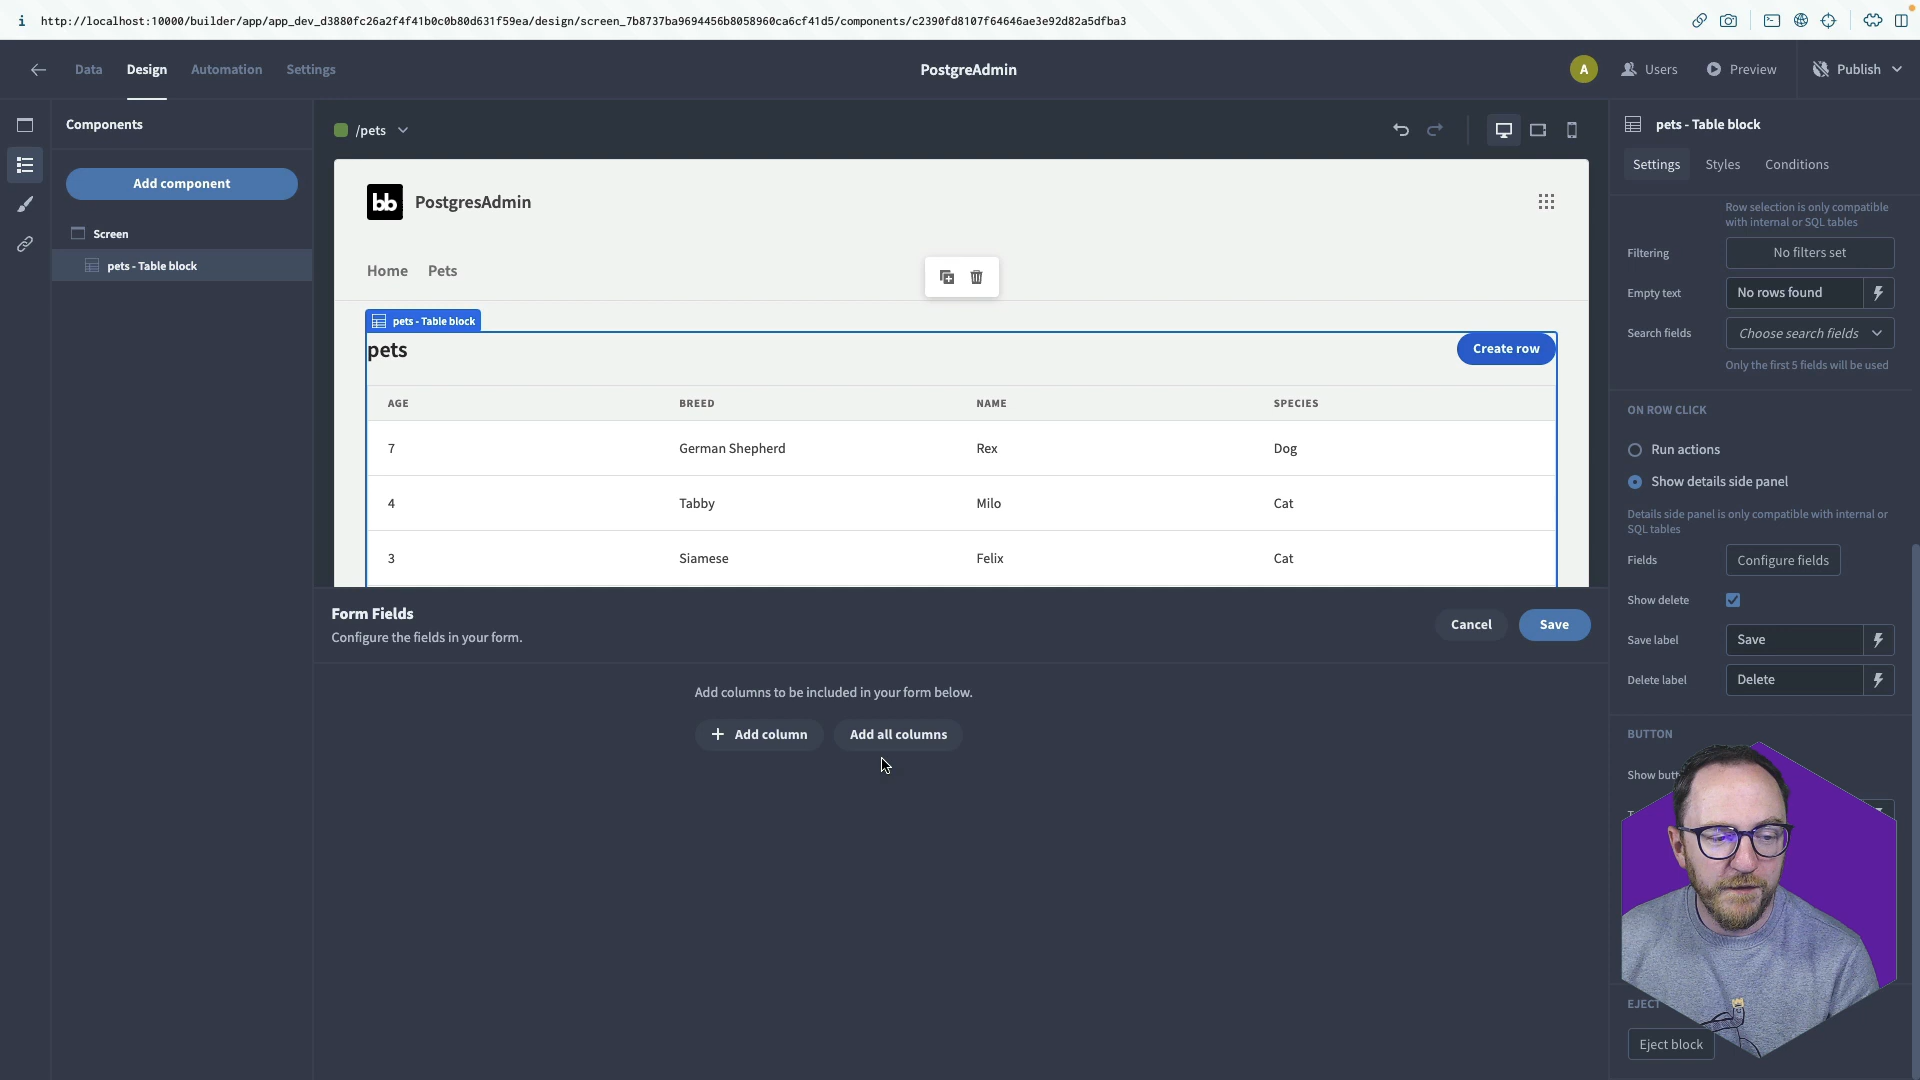 http://localhost:10000/builder/app/app_dev_d3880fc26a2f4f41b0c0b80d631f59ea/design/screen_7b8737ba9694456b8058960ca6cf41d5/components/c2390fd8107f64646ae3e92d82a5dfba3
Data Design Automation Settings
PostgreAdmin
A Users Preview Publish
Components
/pets
pets - Table block
Add component
Settings Styles Conditions
Screen
pets - Table block
bb PostgresAdmin
Home Pets
pets - Table block
pets
Create row
AGE BREED NAME SPECIES
7 German Shepherd Rex Dog
4 Tabby Milo Cat
3 Siamese Felix Cat
Form Fields
Configure the fields in your form.
Cancel Save
Add columns to be included in your form below.
Add column Add all columns
Row selection is only compatible
with internal or SQL tables
Filtering No filters set
Empty text No rows found
Search fields Choose search fields
Only the first 5 fields will be used
ON ROW CLICK
Run actions
Show details side panel
Details side panel is only compatible with internal or
SQL tables
Fields Configure fields
Show delete
Save label Save
Delete label Delete
BUTTON
Show
EJECT
Eject block